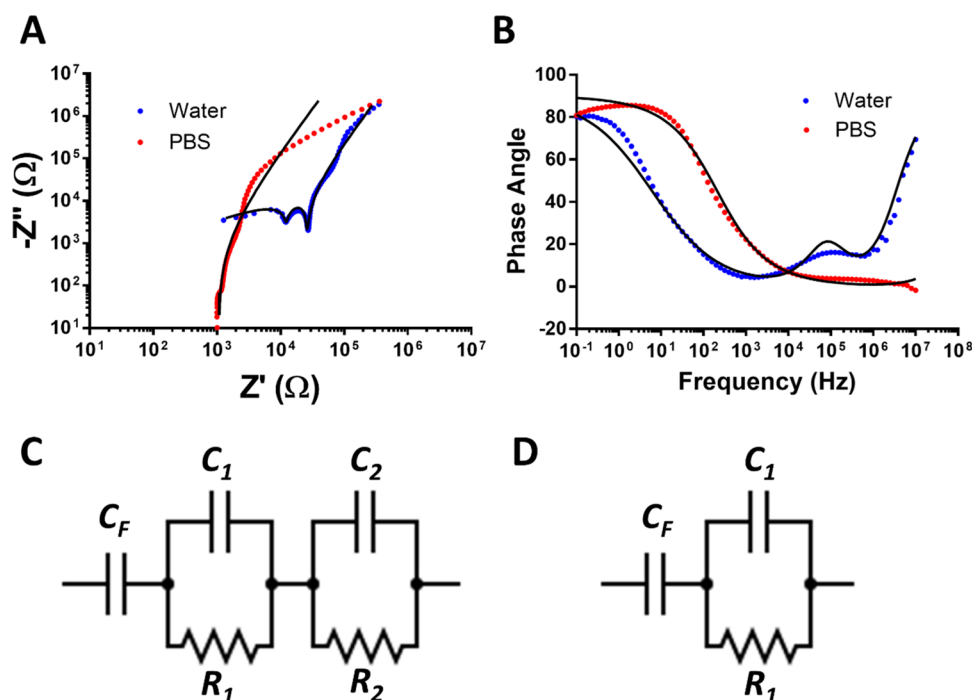 A
B
10^7
10^6
10^5
10^4
10^3
10^2
10^1
-Z" (Ω)
Water
PBS
10^1 10^2 10^3 10^4 10^5 10^6 10^7
Z' (Ω)
100
80
60
40
20
0
-20
Phase Angle
Water
PBS
10^-1 10^0 10^1 10^2 10^3 10^4 10^5 10^6 10^7 10^8
Frequency (Hz)
C
D
C_F
C_1
C_2
R_1
R_2
C_F
C_1
R_1